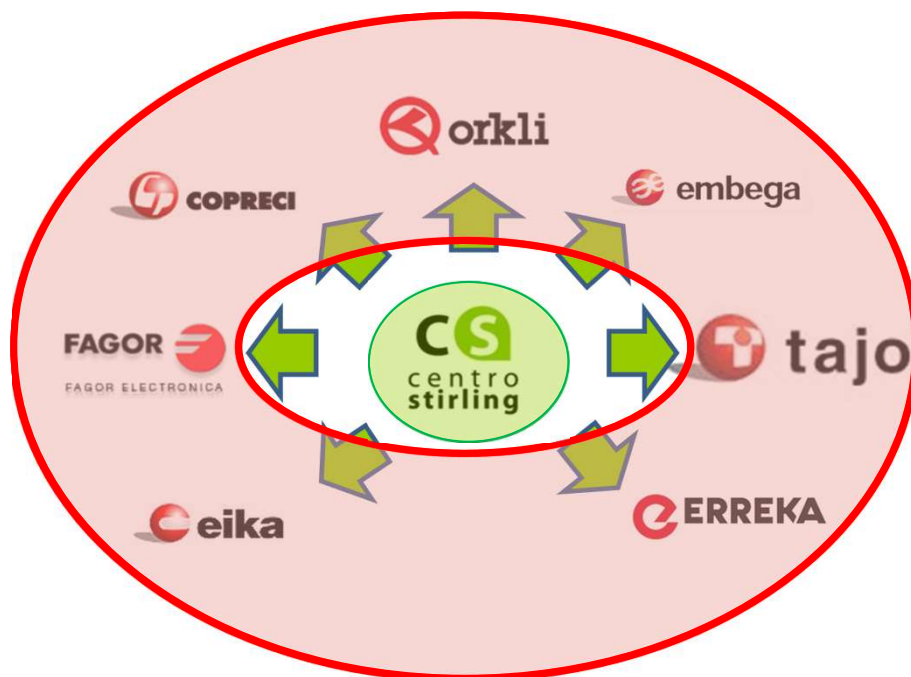 orkli
COPRECI
embega
FAGOR
FAGOR ELECTRONICA
CS
centro
stirling
tajo
eika
ERREKA